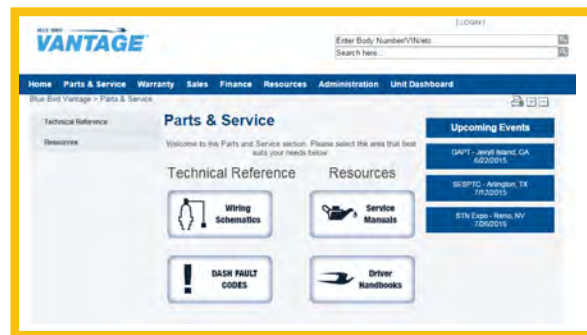 [ LOGIN ]
BLUE BIRD
VANTAGE
Enter Body Number/VIN/etc
Search here...
Home Parts & Service Warranty Sales Finance Resources Administration Unit Dashboard
Blue Bird Vantage > Parts & Service
Technical Reference
Resources
Parts & Service
Welcome to the Parts and Service section. Please select the area that best
suits your needs below
Technical Reference
Resources
Wiring
Schematics
Service
Manuals
DASH FAULT
CODES
Driver
Handbooks
Upcoming Events
GAPT - Jekyll Island, GA
6/22/2015
SESPTC - Arlington, TX
7/12/2015
STN Expo - Reno, NV
7/26/2015